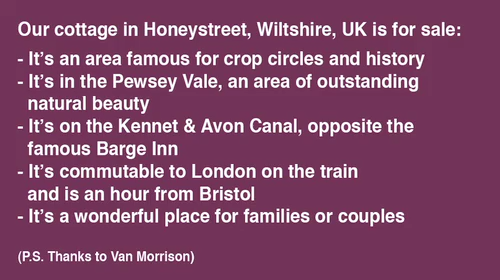 Our cottage in Honeystreet, Wiltshire, UK is for sale:
- It’s an area famous for crop circles and history
- It’s in the Pewsey Vale, an area of outstanding
natural beauty
- It’s on the Kennet & Avon Canal, opposite the
famous Barge Inn
- It’s commutable to London on the train
and is an hour from Bristol
- It’s a wonderful place for families or couples
(P.S. Thanks to Van Morrison)